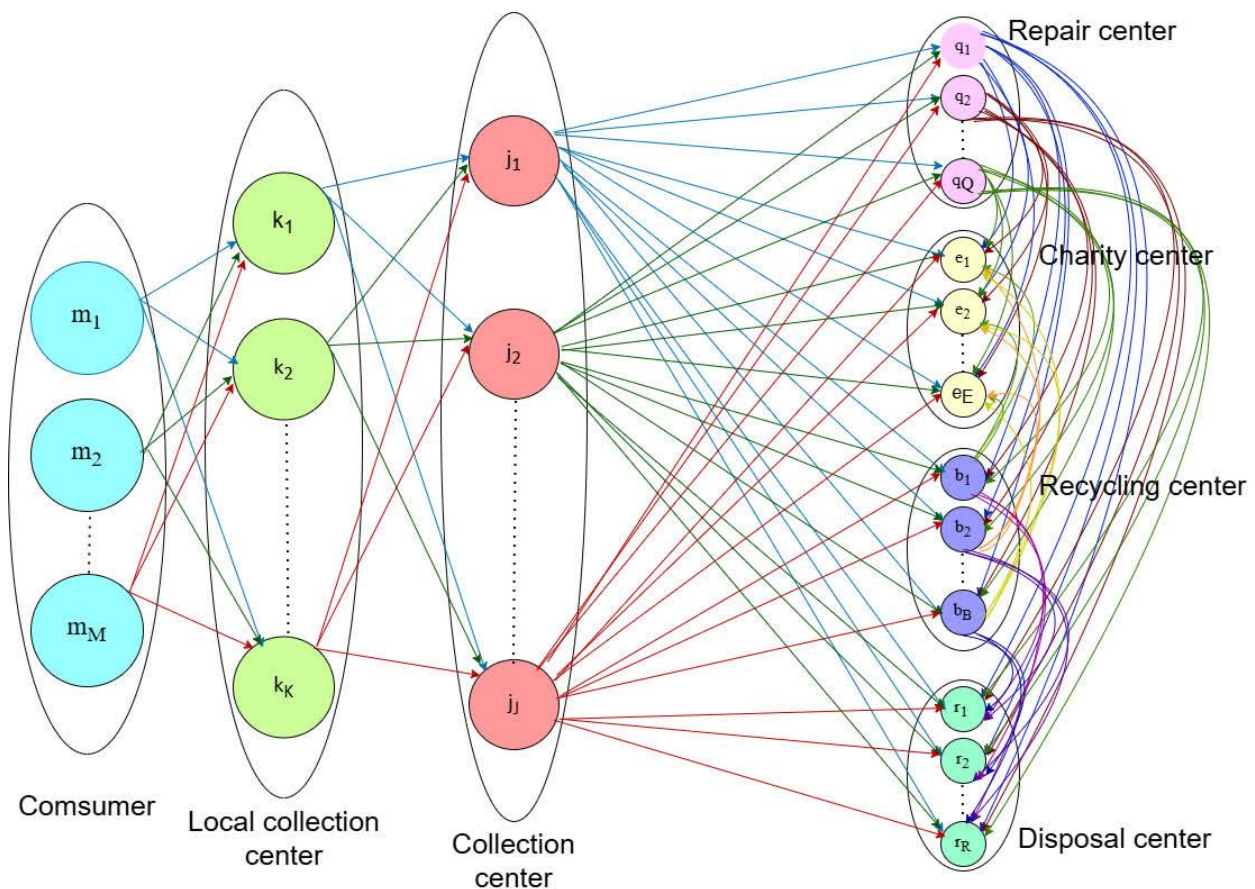 m1
m2
mM
Comsumer
k1
k2
kK
Local collection
center
j1
j2
jJ
Collection
center
q1
q2
qQ
Repair center
e1
e2
eE
Charity center
b1
b2
bB
Recycling center
r1
r2
rR
Disposal center